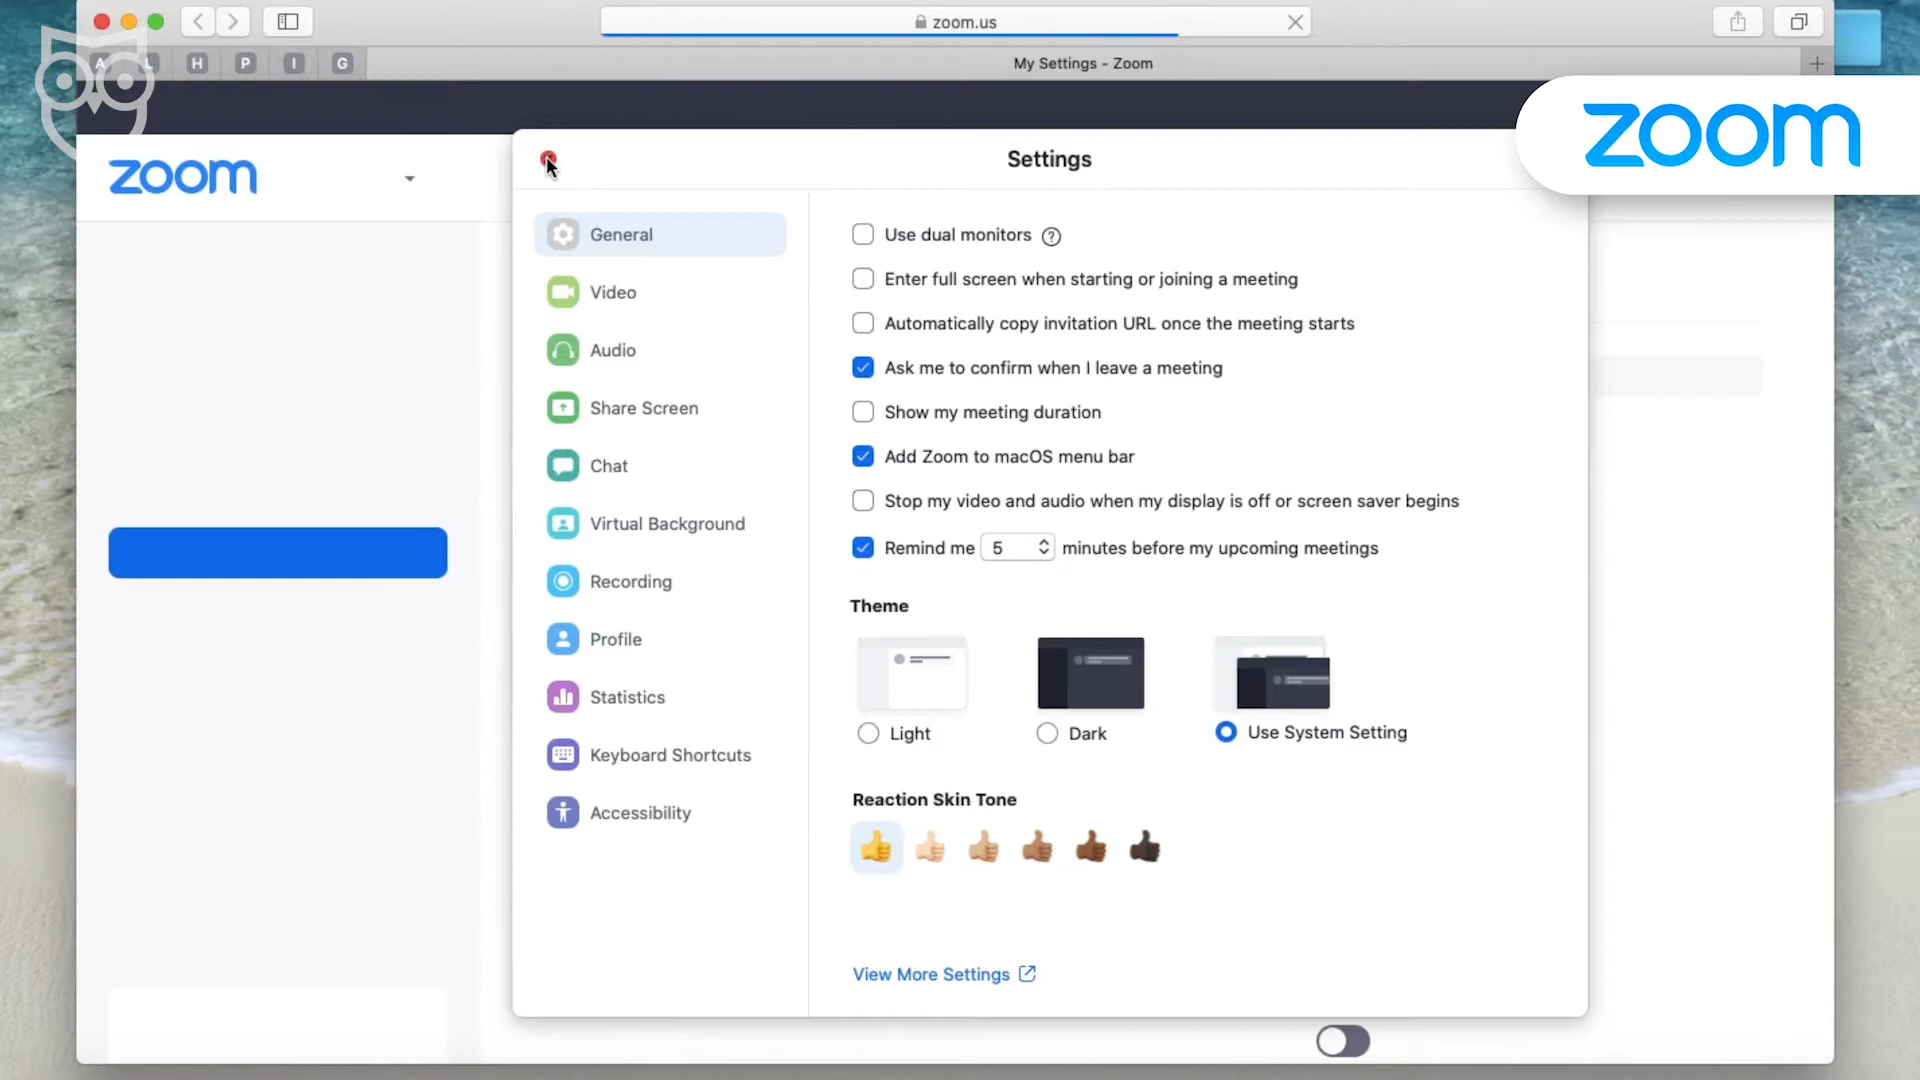 zoom.us
A L H P I G
My Settings - Zoom
zoom
zoom
Settings
General
Video
Audio
Share Screen
Chat
Virtual Background
Recording
Profile
Statistics
Keyboard Shortcuts
Accessibility
Use dual monitors ?
Enter full screen when starting or joining a meeting
Automatically copy invitation URL once the meeting starts
Ask me to confirm when I leave a meeting
Show my meeting duration
Add Zoom to macOS menu bar
Stop my video and audio when my display is off or screen saver begins
Remind me 5 minutes before my upcoming meetings
Theme
Light
Dark
Use System Setting
Reaction Skin Tone
View More Settings